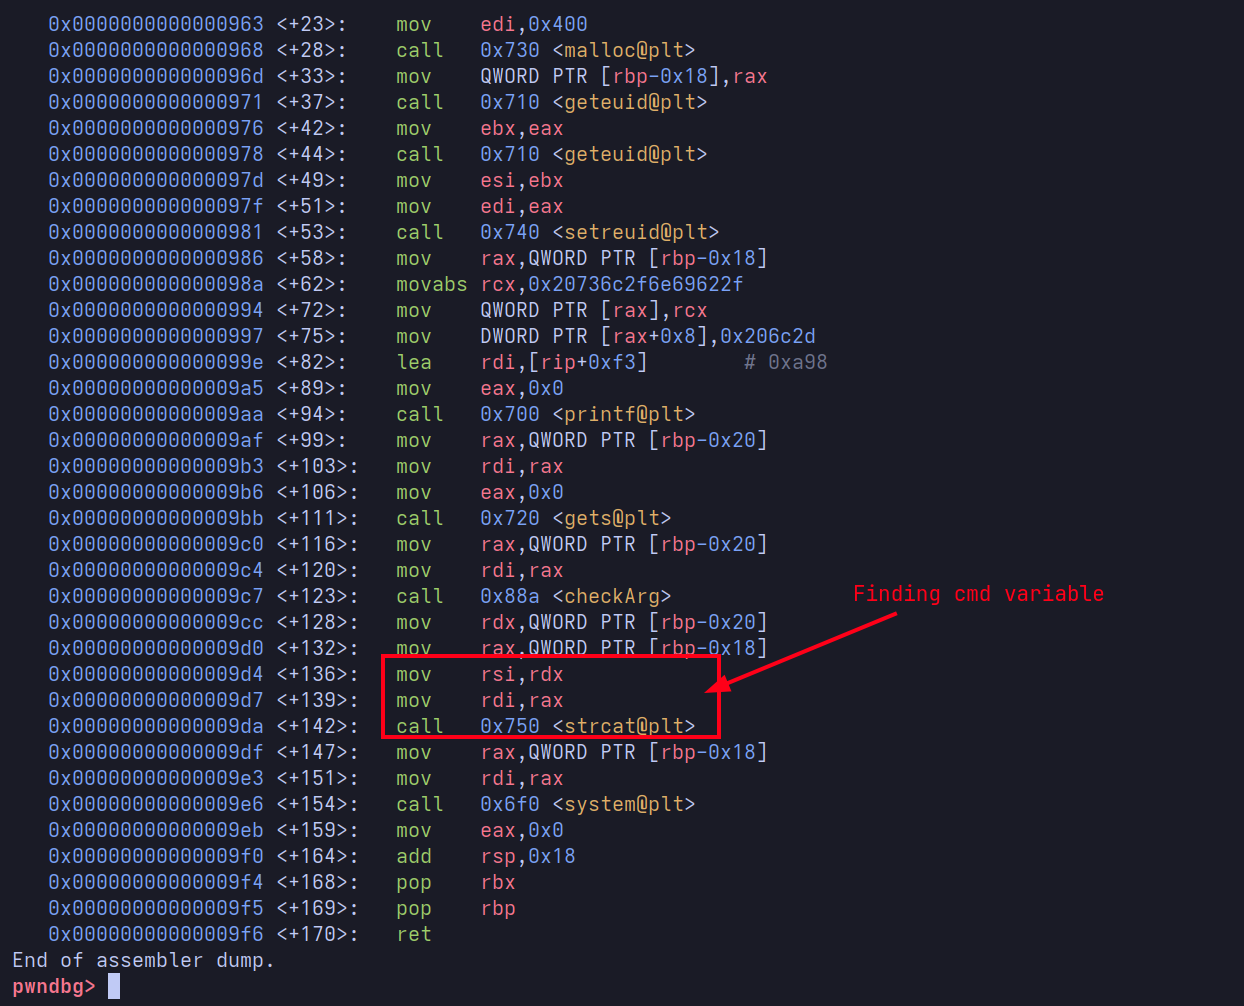 0x0000000000000963 <+23>: mov edi,0x400
0x0000000000000968 <+28>: call 0x730 <malloc@plt>
0x000000000000096d <+33>: mov QWORD PTR [rbp-0x18],rax
0x0000000000000971 <+37>: call 0x710 <geteuid@plt>
0x0000000000000976 <+42>: mov ebx,eax
0x0000000000000978 <+44>: call 0x710 <geteuid@plt>
0x000000000000097d <+49>: mov esi,ebx
0x000000000000097f <+51>: mov edi,eax
0x0000000000000981 <+53>: call 0x740 <setreuid@plt>
0x0000000000000986 <+58>: mov rax,QWORD PTR [rbp-0x18]
0x000000000000098a <+62>: movabs rcx,0x20736c2f6e69622f
0x0000000000000994 <+72>: mov QWORD PTR [rax],rcx
0x0000000000000997 <+75>: mov DWORD PTR [rax+0x8],0x206c2d
0x000000000000099e <+82>: lea rdi,[rip+0xf3] # 0xa98
0x00000000000009a5 <+89>: mov eax,0x0
0x00000000000009aa <+94>: call 0x700 <printf@plt>
0x00000000000009af <+99>: mov rax,QWORD PTR [rbp-0x20]
0x00000000000009b3 <+103>: mov rdi,rax
0x00000000000009b6 <+106>: mov eax,0x0
0x00000000000009bb <+111>: call 0x720 <gets@plt>
0x00000000000009c0 <+116>: mov rax,QWORD PTR [rbp-0x20]
0x00000000000009c4 <+120>: mov rdi,rax
0x00000000000009c7 <+123>: call 0x88a <checkArg>
Finding cmd variable
0x00000000000009cc <+128>: mov rdx,QWORD PTR [rbp-0x20]
0x00000000000009d0 <+132>: mov rax,QWORD PTR [rbp-0x18]
0x00000000000009d4 <+136>: mov rsi,rdx
0x00000000000009d7 <+139>: mov rdi,rax
0x00000000000009da <+142>: call 0x750 <strcat@plt>
0x00000000000009df <+147>: mov rax,QWORD PTR [rbp-0x18]
0x00000000000009e3 <+151>: mov rdi,rax
0x00000000000009e6 <+154>: call 0x6f0 <system@plt>
0x00000000000009eb <+159>: mov eax,0x0
0x00000000000009f0 <+164>: add rsp,0x18
0x00000000000009f4 <+168>: pop rbx
0x00000000000009f5 <+169>: pop rbp
0x00000000000009f6 <+170>: ret
End of assembler dump.
pwndbg>